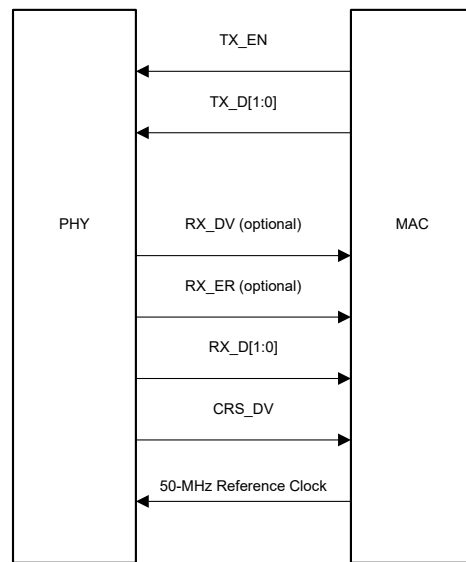 TX_EN
TX_D[1:0]
PHY
RX_DV (optional)
MAC
RX_ER (optional)
RX_D[1:0]
CRS_DV
50-MHz Reference Clock